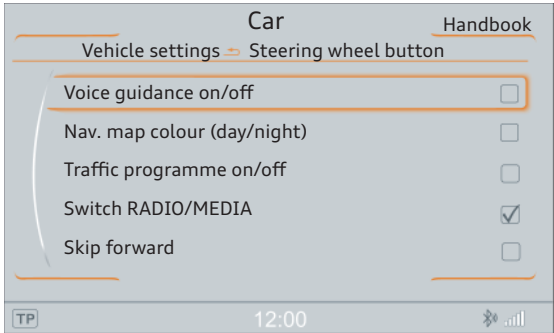 Car
Handbook
Vehicle settings Steering wheel button
Voice guidance on/off
Nav. map colour (day/night)
Traffic programme on/off
Switch RADIO/MEDIA
Skip forward
TP
12:00